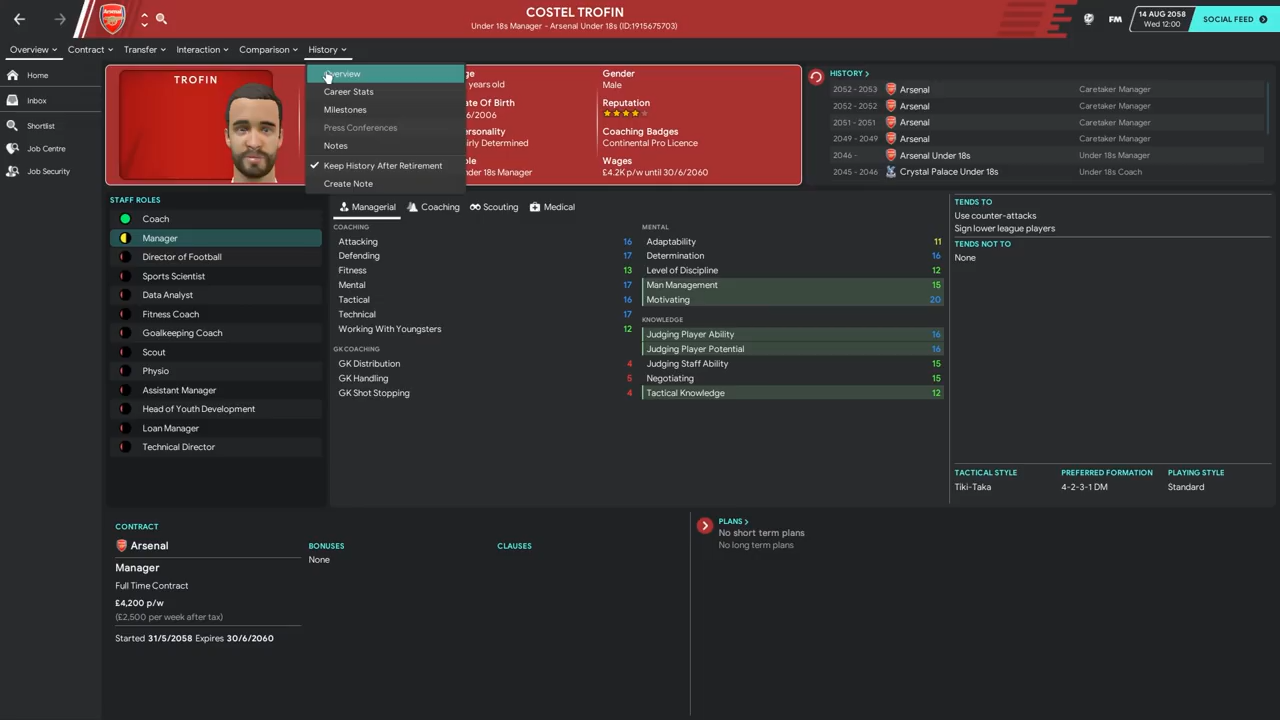 COSTEL TROFIN
Under 18s Manager - Arsenal Under 18s (ID:1915675703)
FM
14 AUG 2058
Wed 12:00
SOCIAL FEED
Overview
Contract
Transfer
Interaction
Comparison
History
Home
Inbox
Shortlist
Job Centre
Job Security
TROFIN
Career Stats
Milestones
Press Conferences
Notes
Keep History After Retirement
Create Note
years old
6/2006
Gender
Male
Reputation
Coaching Badges
Continental Pro Licence
Wages
£4.2K p/w until 30/6/2060
HISTORY
2052 - 2053 Arsenal Caretaker Manager
2052 - 2052 Arsenal Caretaker Manager
2051 - 2051 Arsenal Caretaker Manager
2049 - 2049 Arsenal Caretaker Manager
2046 - Arsenal Under 18s Under 18s Manager
2045 - 2046 Crystal Palace Under 18s Under 18s Coach
STAFF ROLES
Coach
Manager
Director of Football
Sports Scientist
Data Analyst
Fitness Coach
Goalkeeping Coach
Scout
Physio
Assistant Manager
Head of Youth Development
Loan Manager
Technical Director
Managerial
Coaching
Scouting
Medical
COACHING
Attacking 16
Defending 17
Fitness 13
Mental 17
Tactical 16
Technical 17
Working With Youngsters 12
GK COACHING
GK Distribution 4
GK Handling 5
GK Shot Stopping 4
MENTAL
Adaptability 11
Determination 16
Level of Discipline 12
Man Management 15
Motivating 20
KNOWLEDGE
Judging Player Ability 16
Judging Player Potential 16
Judging Staff Ability 15
Negotiating 15
Tactical Knowledge 12
TENDS TO
Use counter-attacks
Sign lower league players
TENDS NOT TO
None
TACTICAL STYLE
Tiki-Taka
PREFERRED FORMATION
4-2-3-1 DM
PLAYING STYLE
Standard
CONTRACT
Arsenal
Manager
Full Time Contract
£4,200 p/w
(£2,500 per week after tax)
Started 31/5/2058 Expires 30/6/2060
BONUSES
None
CLAUSES
PLANS
No short term plans
No long term plans